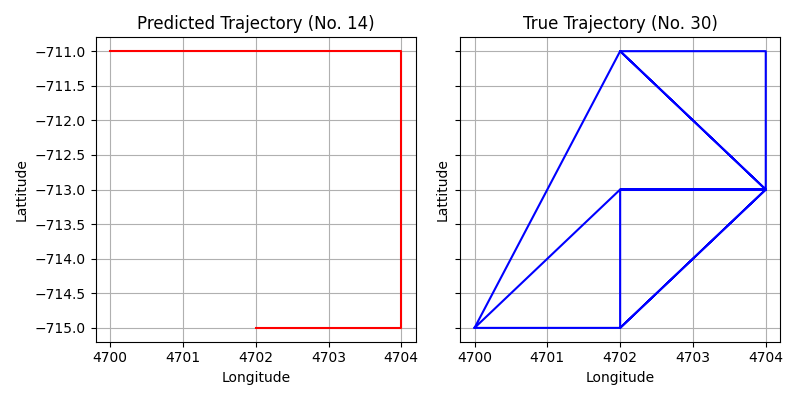 Predicted Trajectory (No. 14)
True Trajectory (No. 30)
−711.0
−711.5
−712.0
−712.5
−713.0
−713.5
−714.0
−714.5
−715.0
Lattitude
Lattitude
4700 4701 4702 4703 4704
4700 4701 4702 4703 4704
Longitude
Longitude